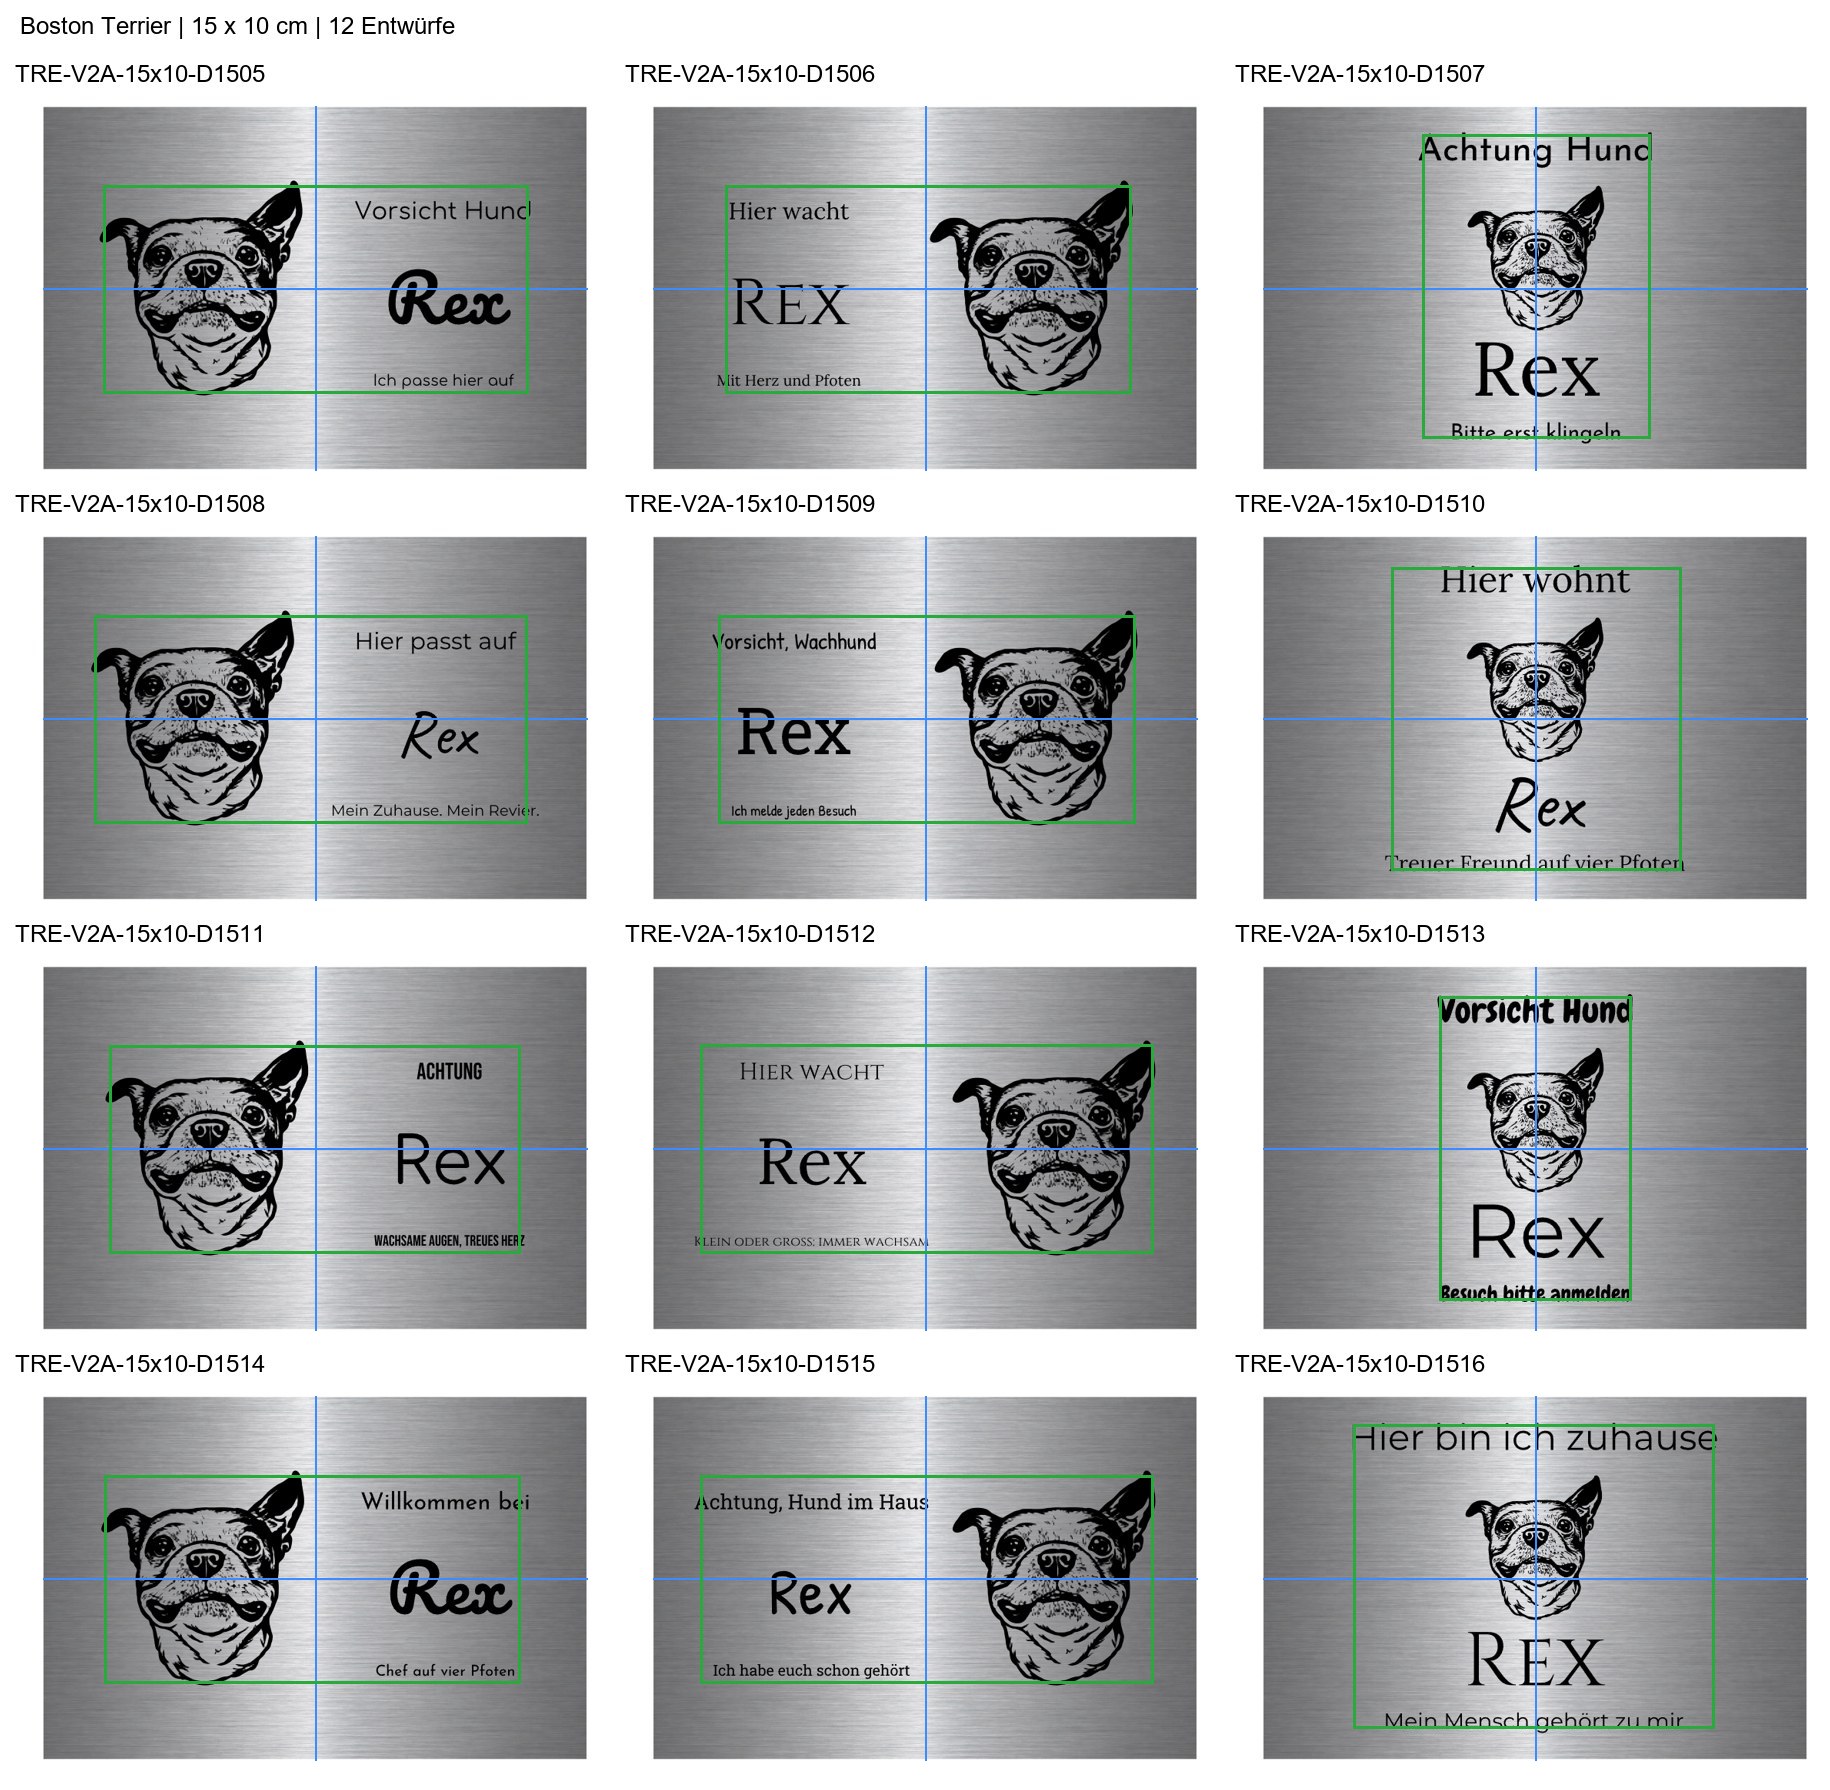 Boston Terrier | 15 x 10 cm | 12 Entwürfe
TRE-V2A-15x10-D1505
Vorsicht Hund
Rex
Ich passe hier auf
TRE-V2A-15x10-D1506
Hier wacht
REX
Mit Herz und Pfoten
TRE-V2A-15x10-D1507
Achtung Hund
Rex
Bitte erst klingeln
TRE-V2A-15x10-D1508
Hier passt auf
Rex
Mein Zuhause. Mein Revier.
TRE-V2A-15x10-D1509
Vorsicht, Wachhund
Rex
Ich melde jeden Besuch
TRE-V2A-15x10-D1510
Hier wohnt
Rex
Treuer Freund auf vier Pfoten
TRE-V2A-15x10-D1511
ACHTUNG
Rex
WACHSAME AUGEN, TREUES HERZ
TRE-V2A-15x10-D1512
HIER WACHT
Rex
KLEIN ODER GROSS: IMMER WACHSAM
TRE-V2A-15x10-D1513
Vorsicht Hund
Rex
Besuch bitte anmelden
TRE-V2A-15x10-D1514
Willkommen bei
Rex
Chef auf vier Pfoten
TRE-V2A-15x10-D1515
Achtung, Hund im Haus
Rex
Ich habe euch schon gehört
TRE-V2A-15x10-D1516
Hier bin ich zuhause
REX
Mein Mensch gehört zu mir